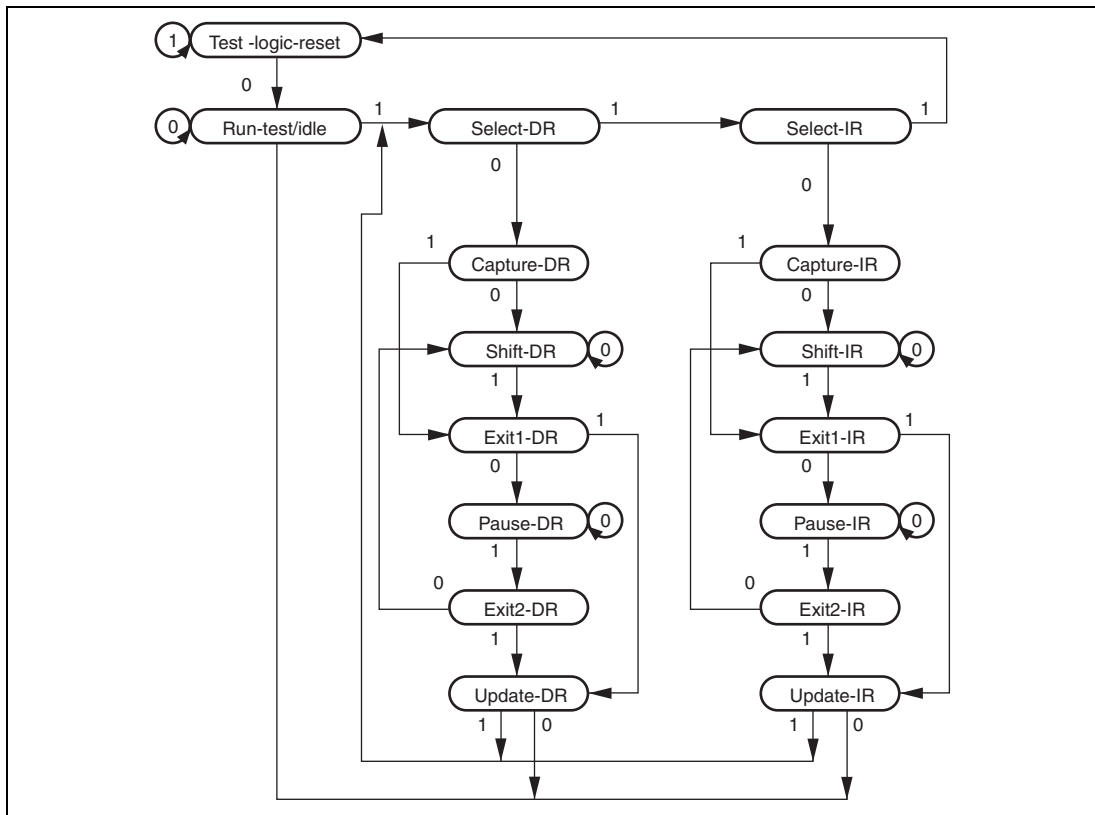 1
Test -logic-reset
0
0
Run-test/idle
1
Select-DR
1
Select-IR
1
0
0
1
Capture-DR
0
1
Capture-IR
0
Shift-DR
0
1
Shift-IR
0
1
Exit1-DR
1
0
Exit1-IR
1
0
Pause-DR
0
1
Pause-IR
0
1
0
Exit2-DR
1
0
Exit2-IR
1
Update-DR
1
0
Update-IR
1
0